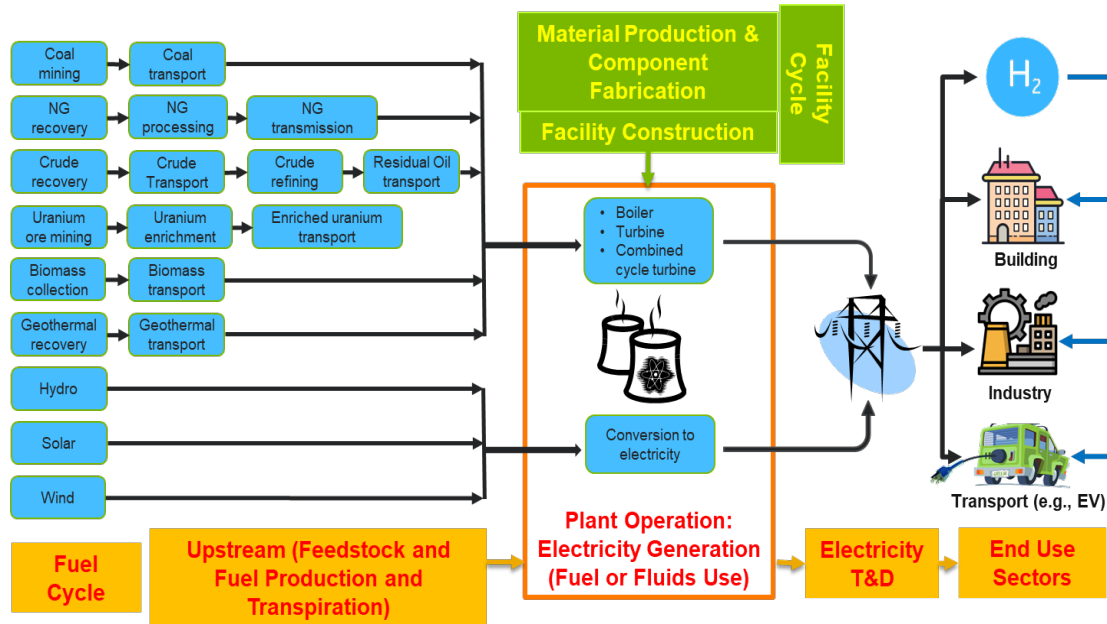 Material Production &
Component
Fabrication
Facility Construction
Facility
Cycle
Coal
mining
Coal
transport
NG
recovery
NG
processing
NG
transmission
Crude
recovery
Crude
Transport
Crude
refining
Residual Oil
transport
Uranium
ore mining
Uranium
enrichment
Enriched uranium
transport
Biomass
collection
Biomass
transport
Geothermal
recovery
Geothermal
transport
Hydro
Solar
Wind
• Boiler
• Turbine
• Combined
cycle turbine
Conversion to
electricity
H2
Building
Industry
Transport (e.g., EV)
Fuel
Cycle
Upstream (Feedstock and
Fuel Production and
Transpiration)
Plant Operation:
Electricity Generation
(Fuel or Fluids Use)
Electricity
T&D
End Use
Sectors